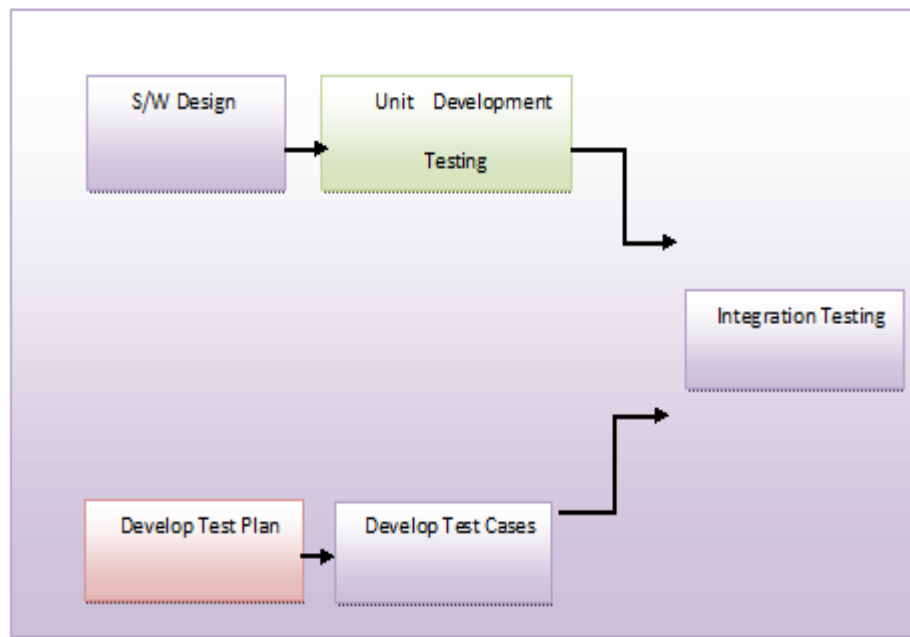 S/W Design
Unit Development
Testing
Integration Testing
Develop Test Plan
Develop Test Cases